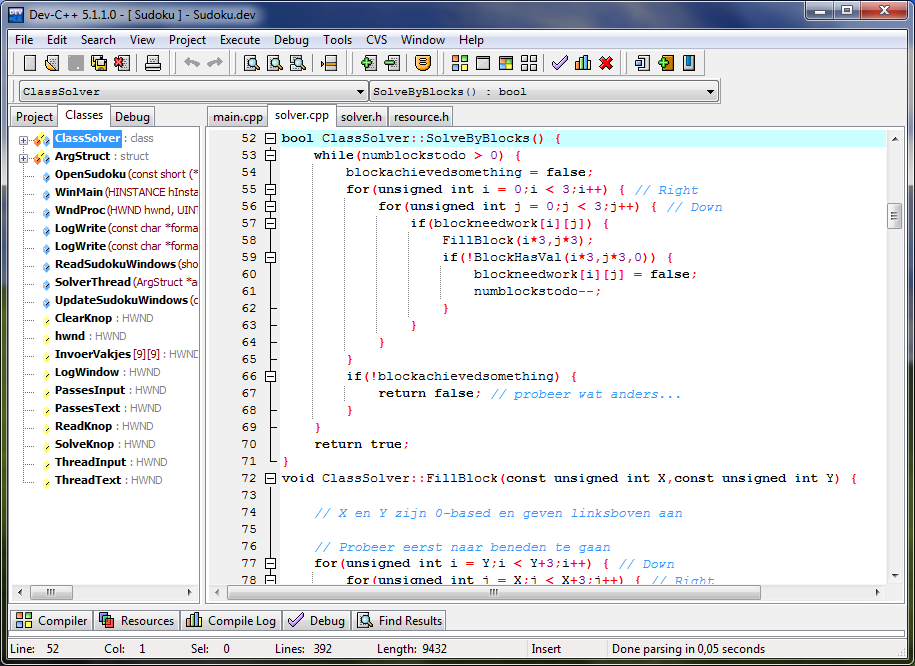 Dev-C++ 5.1.1.0 - [ Sudoku ] - Sudoku.dev
File Edit Search View Project Execute Debug Tools CVS Window Help
ClassSolver SolveByBlocks() : bool
Project Classes Debug
main.cpp solver.cpp solver.h resource.h
ClassSolver : class
ArgStruct : struct
OpenSudoku (const short (*
WinMain (HINSTANCE hInsta
WndProc (HWND hwnd, UINT
LogWrite (const char *forma
LogWrite (const char *forma
ReadSudokuWindows (sho
SolverThread (ArgStruct *a
UpdateSudokuWindows (c
ClearKnop : HWND
hwnd : HWND
InvoerVakjes [9][9] : HWND
LogWindow : HWND
PassesInput : HWND
PassesText : HWND
ReadKnop : HWND
SolveKnop : HWND
ThreadInput : HWND
ThreadText : HWND
52 bool ClassSolver::SolveByBlocks() {
53 while(numblockstodo > 0) {
54 blockachievedsomething = false;
55 for(unsigned int i = 0;i < 3;i++) { // Right
56 for(unsigned int j = 0;j < 3;j++) { // Down
57 if(blockneedwork[i][j]) {
58 FillBlock(i*3,j*3);
59 if(!BlockHasVal(i*3,j*3,0)) {
60 blockneedwork[i][j] = false;
61 numblockstodo--;
62 }
63 }
64 }
65 }
66 if(!blockachievedsomething) {
67 return false; // probeer wat anders...
68 }
69 }
70 return true;
71 }
72 void ClassSolver::FillBlock(const unsigned int X,const unsigned int Y) {
73
74 // X en Y zijn 0-based en geven linksboven aan
75
76 // Probeer eerst naar beneden te gaan
77 for(unsigned int i = Y;i < Y+3;i++) { // Down
78 for(unsigned int j = X;j < X+3;j++) { // Right
Compiler Resources Compile Log Debug Find Results
Line: 52 Col: 1 Sel: 0 Lines: 392 Length: 9432 Insert Done parsing in 0,05 seconds